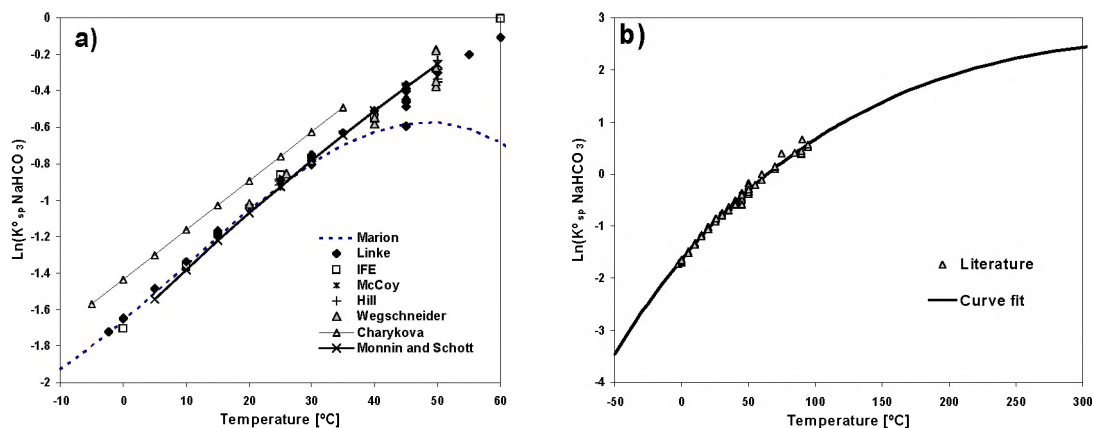 a)
Ln(K°sp NaHCO3)
0
-0.2
-0.4
-0.6
-0.8
-1
-1.2
-1.4
-1.6
-1.8
-2
-10 0 10 20 30 40 50 60
Temperature [°C]
Marion
Linke
IFE
McCoy
Hill
Wegschneider
Charykova
Monnin and Schott
b)
Ln(K°sp NaHCO3)
3
2
1
0
-1
-2
-3
-4
-50 0 50 100 150 200 250 300
Temperature [°C]
Literature
Curve fit